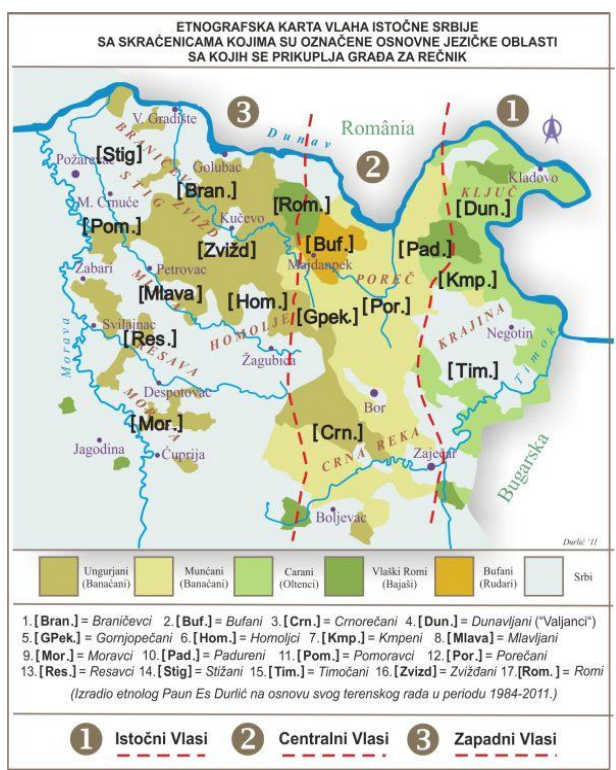 ETNOGRAFSKA KARTA VLAHA ISTOČNE SRBIJE
SA SKRAĆENICAMA KOJIMA SU OZNAČENE OSNOVNE JEZIČKE OBLASTI
SA KOJIH SE PRIKUPLJA GRAĐA ZA REČNIK
3
1
V. Gradište
Dunav
România
2
[Stig]
BRANIČEVO
Požarevac
Golubac
Kladovo
[Bran.]
KLJUČ
M. Crnuće
STIG
ZVIŽD
[Rom.]
[Dun.]
[Pom.]
Kučevo
[Buf.]
[Pad.]
[Zvižd]
Majdanpek
Žabari
Petrovac
POREČ
[Kmp.]
MLAVA
[Mlava]
[Hom.]
[Gpek.]
[Por.]
KRAJINA
Svilajnac
HOMOLJE
Negotin
[Res.]
RESAVA
Žagubica
Morava
Timok
[Tim.]
Despotovac
Bor
MORAVA
[Mor.]
[Crn.]
CRNA REKA
Jagodina
Ćuprija
Zaječar
Bugarska
Boljevac
Durlić '11
Ungurjani
(Banaćani)
Munćani
(Banaćani)
Carani
(Oltenci)
Vlaški Romi
(Bajaši)
Bufani
(Rudari)
Srbi
1. [Bran.] = Braničevci 2. [Buf.] = Bufani 3. [Crn.] = Crnorečani 4. [Dun.] = Dunavljani ("Valjanci")
5. [GPek.] = Gornjopečani 6. [Hom.] = Homoljci 7. [Kmp.] = Kmpeni 8. [Mlava] = Mlavljani
9. [Mor.] = Moravci 10. [Pad.] = Padureni 11. [Pom.] = Pomoravci 12. [Por.] = Porečani
13. [Res.] = Resavci 14. [Stig] = Stižani 15. [Tim.] = Timočani 16. [Zvizd] = Zviždani 17. [Rom.] = Romi
(Izradio etnolog Paun Es Durlić na osnovu svog terenskog rada u periodu 1984-2011.)
1 Istočni Vlasi 2 Centralni Vlasi 3 Zapadni Vlasi